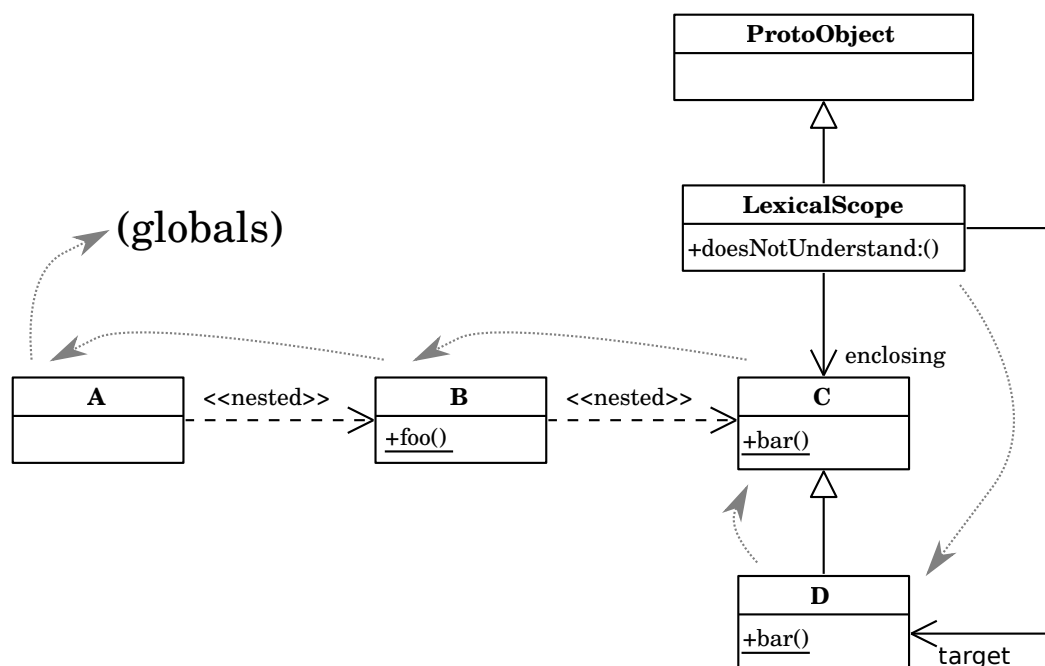 ProtoObject
LexicalScope
+doesNotUnderstand:()
(globals)
enclosing
A
<<nested>>
B
+foo()
<<nested>>
C
+bar()
D
+bar()
target